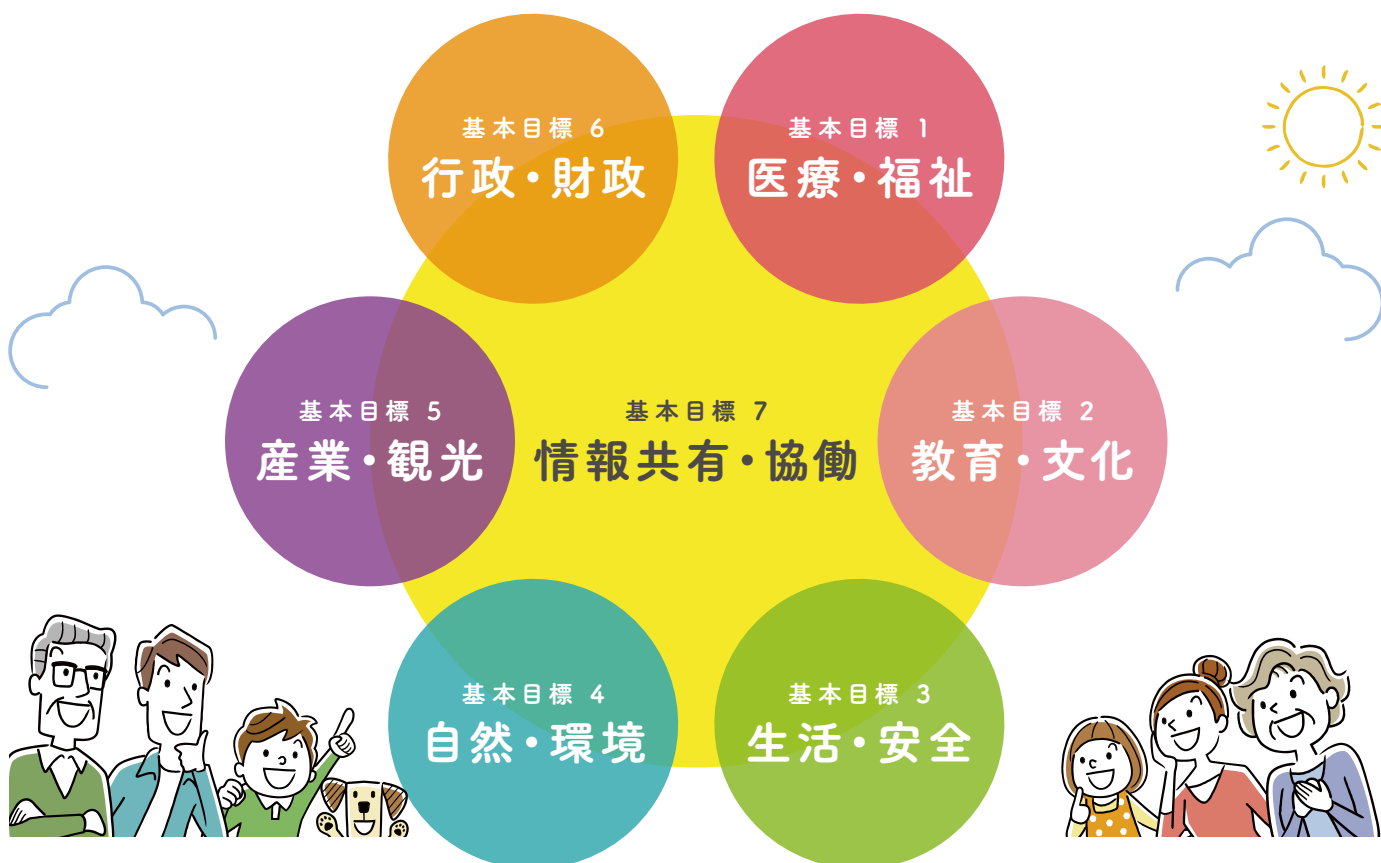 基本目標 6
行政・財政
基本目標 1
医療・福祉
基本目標 5
産業・観光
基本目標 7
情報共有・協働
基本目標 2
教育・文化
基本目標 4
自然・環境
基本目標 3
生活・安全